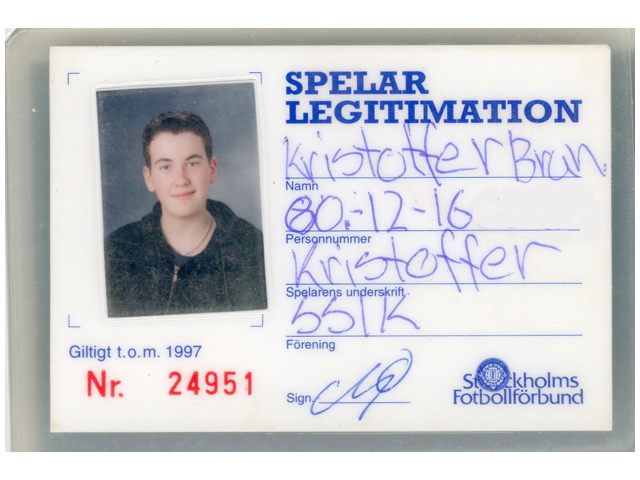 SPELAR
LEGITIMATION
Kristoffer Brun
Namn
80.-12-16
Personnummer
Kristoffer
Spelarens underskrift
SSIK
Förening
Giltigt t.o.m. 1997
Nr. 24951
Sign.
Stockholms
Fotbollförbund